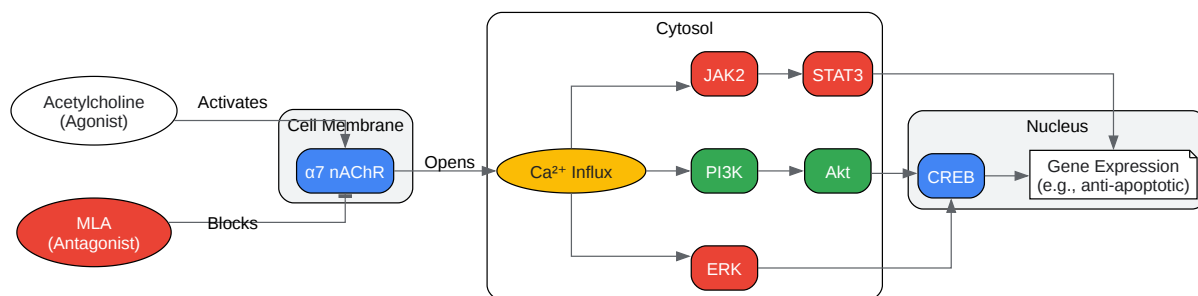 Cytosol
JAK2
STAT3
Acetylcholine
(Agonist)
Activates
Cell Membrane
Nucleus
α7 nAChR
Opens
Ca²⁺ Influx
PI3K
Akt
CREB
Gene Expression
(e.g., anti-apoptotic)
MLA
(Antagonist)
Blocks
ERK